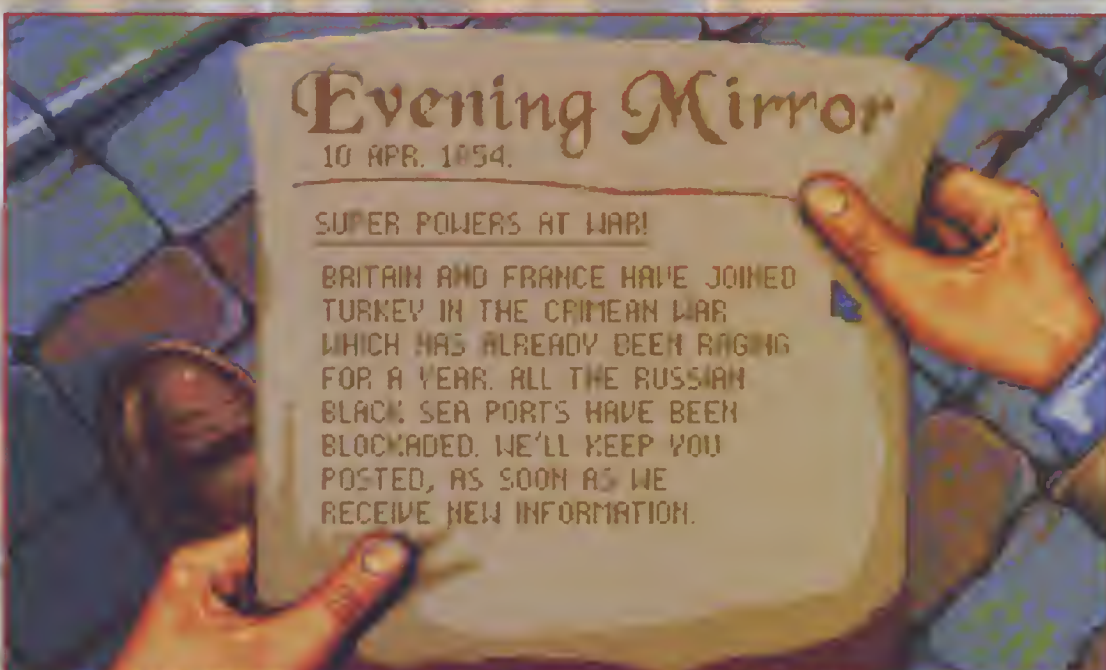 Evening Mirror
10 APR. 1854.
SUPER POWERS AT WAR!
BRITAIN AND FRANCE HAVE JOINED
TURKEY IN THE CRIMEAN WAR
WHICH HAS ALREADY BEEN RAGING
FOR A YEAR. ALL THE RUSSIAN
BLACK SEA PORTS HAVE BEEN
BLOCKADED. WE'LL KEEP YOU
POSTED, AS SOON AS WE
RECEIVE NEW INFORMATION.